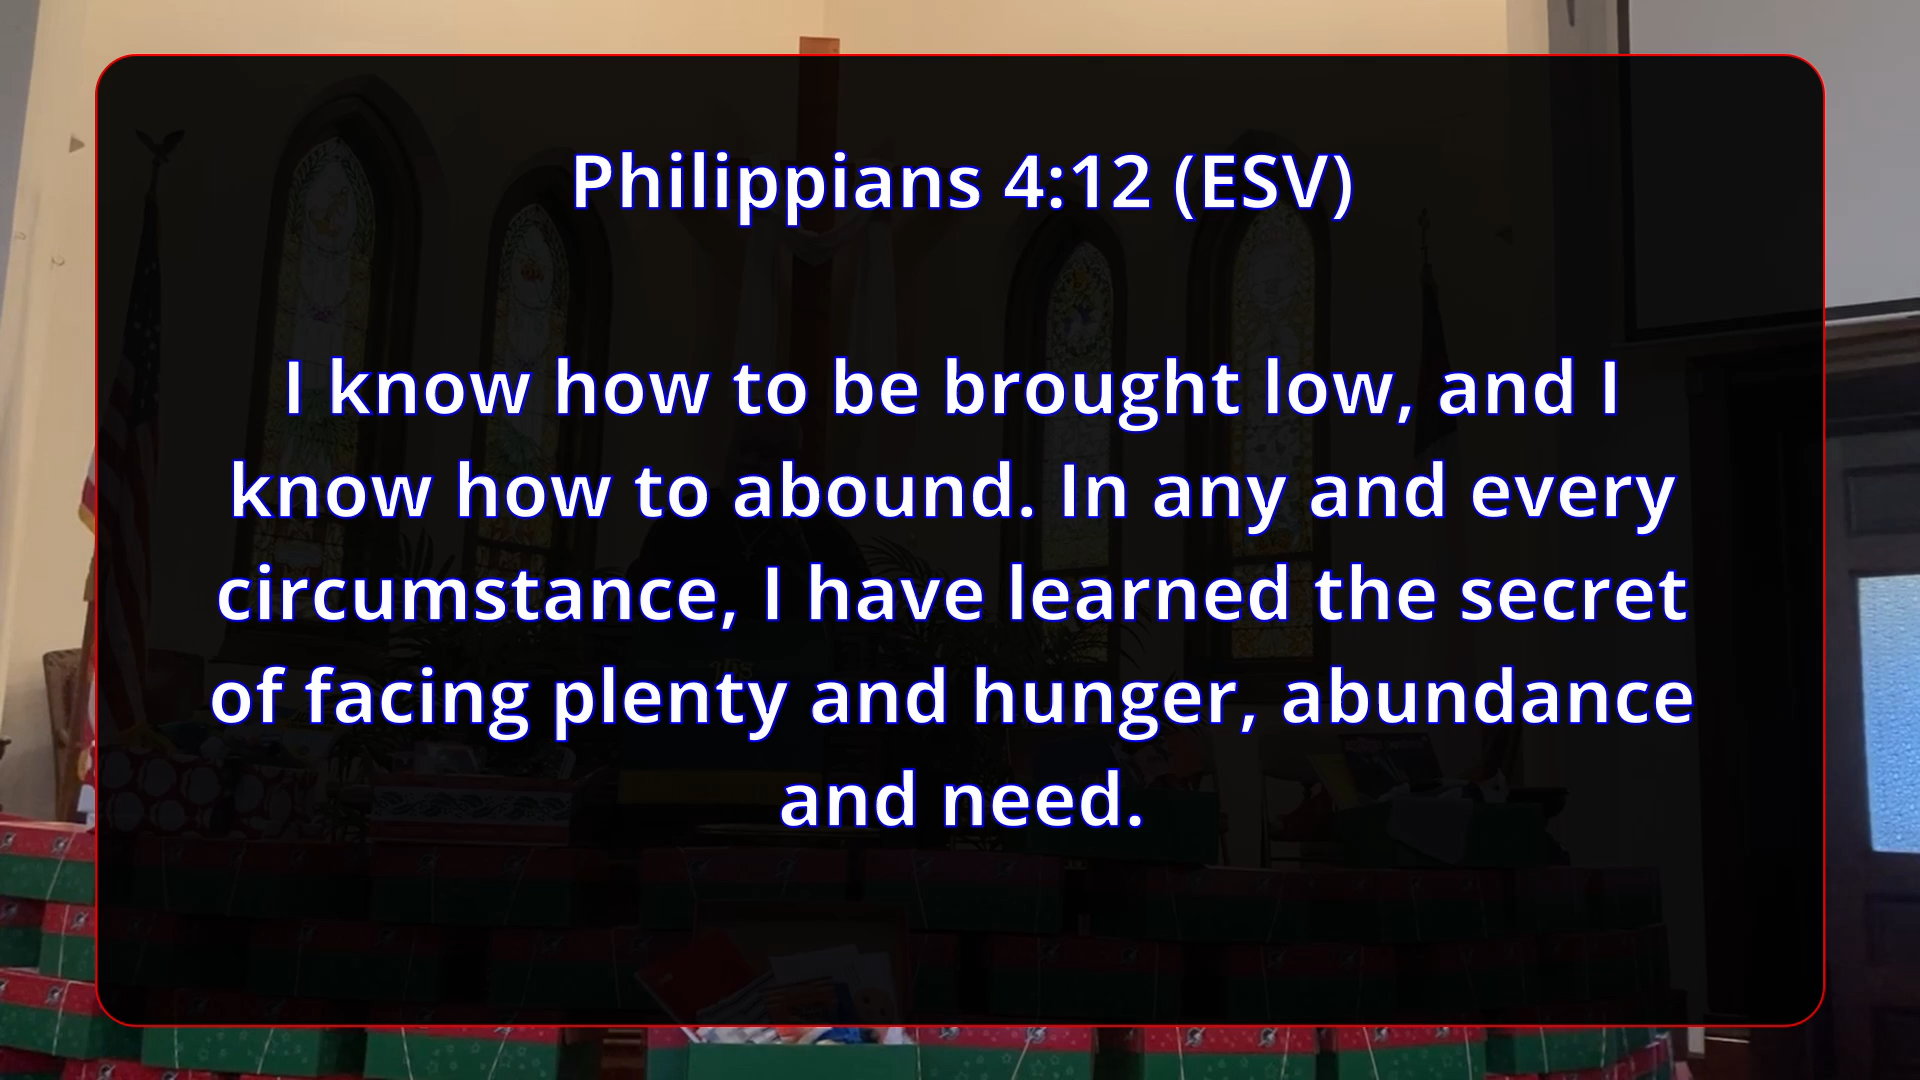 Philippians 4:12 (ESV)
I know how to be brought low, and I
know how to abound. In any and every
circumstance, I have learned the secret
of facing plenty and hunger, abundance
and need.